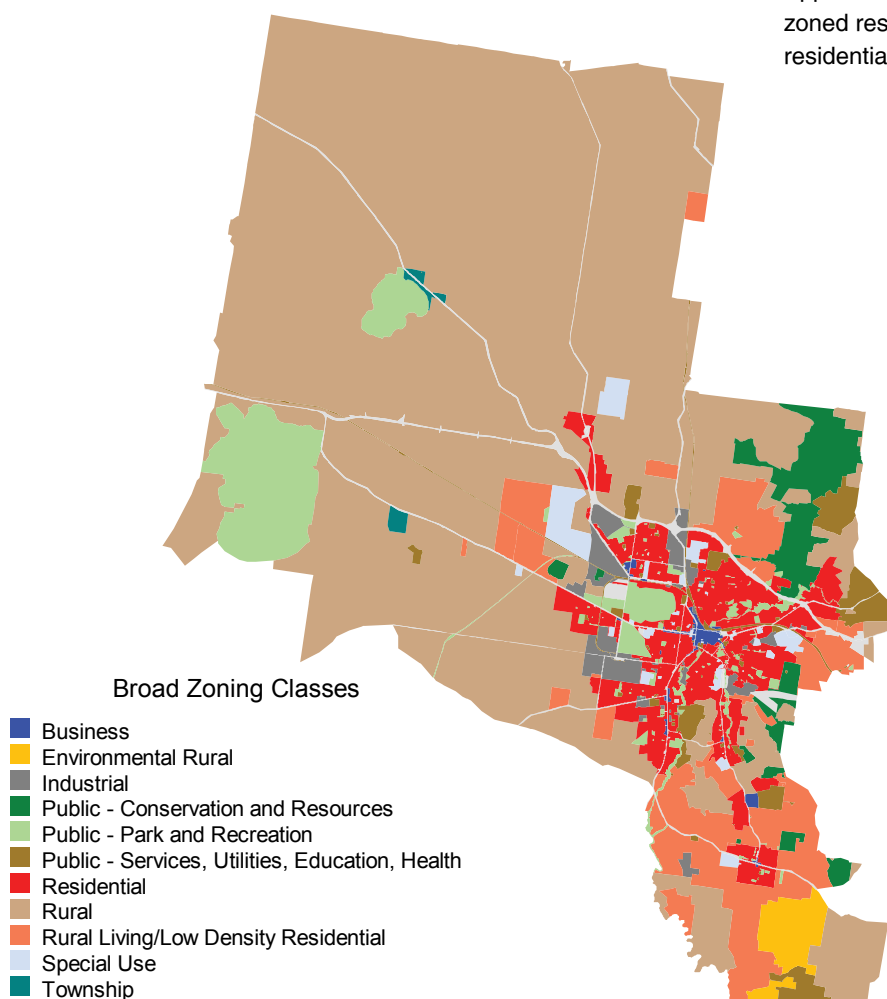 zoned res
residentia
Broad Zoning Classes
Business
Environmental Rural
Industrial
Public - Conservation and Resources
Public - Park and Recreation
Public - Services, Utilities, Education, Health
Residential
Rural
Rural Living/Low Density Residential
Special Use
Township